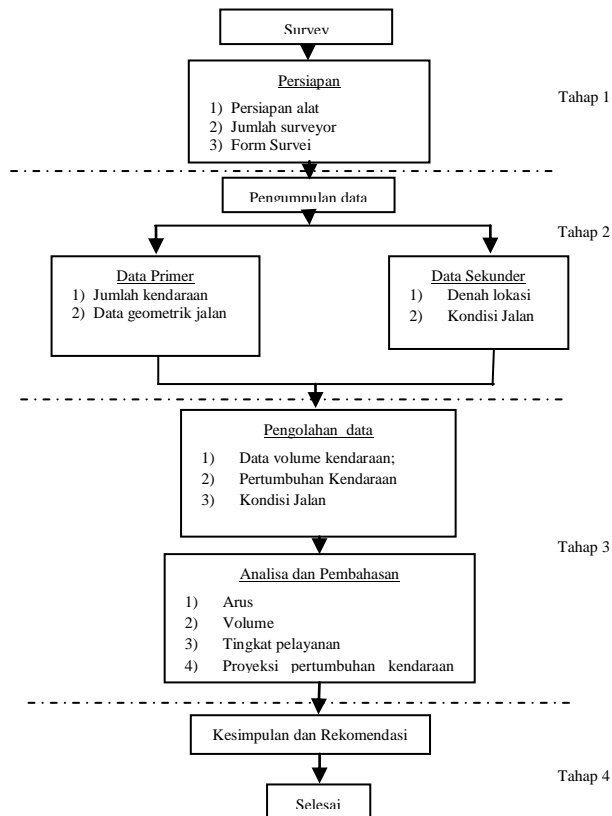 Survey
Persiapan
1) Persiapan alat
2) Jumlah surveyor
3) Form Survei
Tahap 1
Pengumpulan data
Tahap 2
Data Primer
1) Jumlah kendaraan
2) Data geometrik jalan
Data Sekunder
1) Denah lokasi
2) Kondisi Jalan
Pengolahan data
1) Data volume kendaraan;
2) Pertumbuhan Kendaraan
3) Kondisi Jalan
Tahap 3
Analisa dan Pembahasan
1) Arus
2) Volume
3) Tingkat pelayanan
4) Proyeksi pertumbuhan kendaraan
Kesimpulan dan Rekomendasi
Tahap 4
Selesai